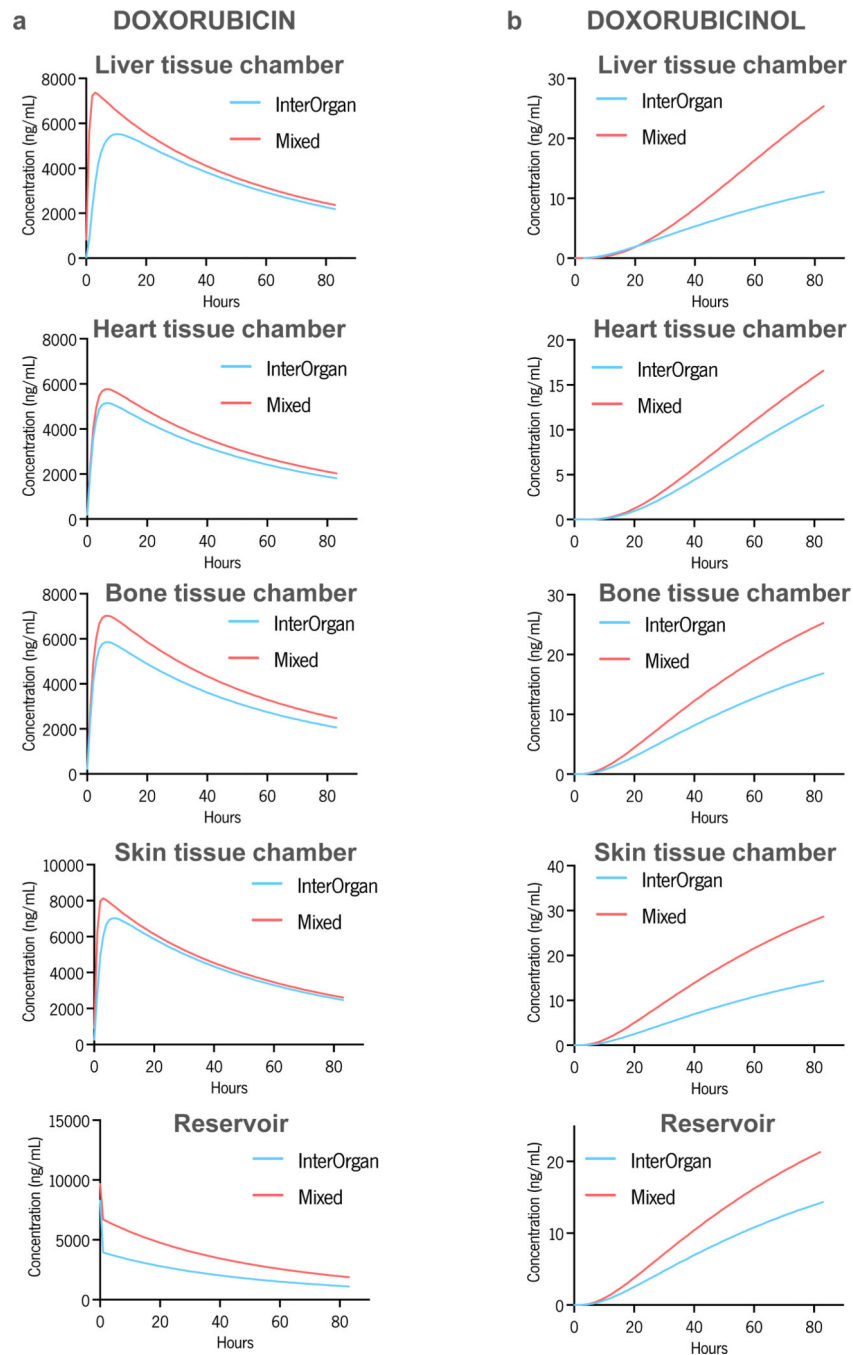 a DOXORUBICIN
Liver tissue chamber
8000
6000
4000
2000
0
Concentration (ng/mL)
InterOrgan
Mixed
0 20 40 60 80
Hours
Heart tissue chamber
8000
6000
4000
2000
0
Concentration (ng/mL)
InterOrgan
Mixed
0 20 40 60 80
Hours
Bone tissue chamber
8000
6000
4000
2000
0
Concentration (ng/mL)
InterOrgan
Mixed
0 20 40 60 80
Hours
Skin tissue chamber
10000
8000
6000
4000
2000
0
Concentration (ng/mL)
InterOrgan
Mixed
0 20 40 60 80
Hours
Reservoir
15000
10000
5000
0
Concentration (ng/mL)
InterOrgan
Mixed
0 20 40 60 80
Hours
b DOXORUBICINOL
Liver tissue chamber
30
20
10
0
Concentration (ng/mL)
InterOrgan
Mixed
0 20 40 60 80
Hours
Heart tissue chamber
20
15
10
5
0
Concentration (ng/mL)
InterOrgan
Mixed
0 20 40 60 80
Hours
Bone tissue chamber
30
20
10
0
Concentration (ng/mL)
InterOrgan
Mixed
0 20 40 60 80
Hours
Skin tissue chamber
40
30
20
10
0
Concentration (ng/mL)
InterOrgan
Mixed
0 20 40 60 80
Hours
Reservoir
20
10
0
Concentration (ng/mL)
InterOrgan
Mixed
0 20 40 60 80
Hours